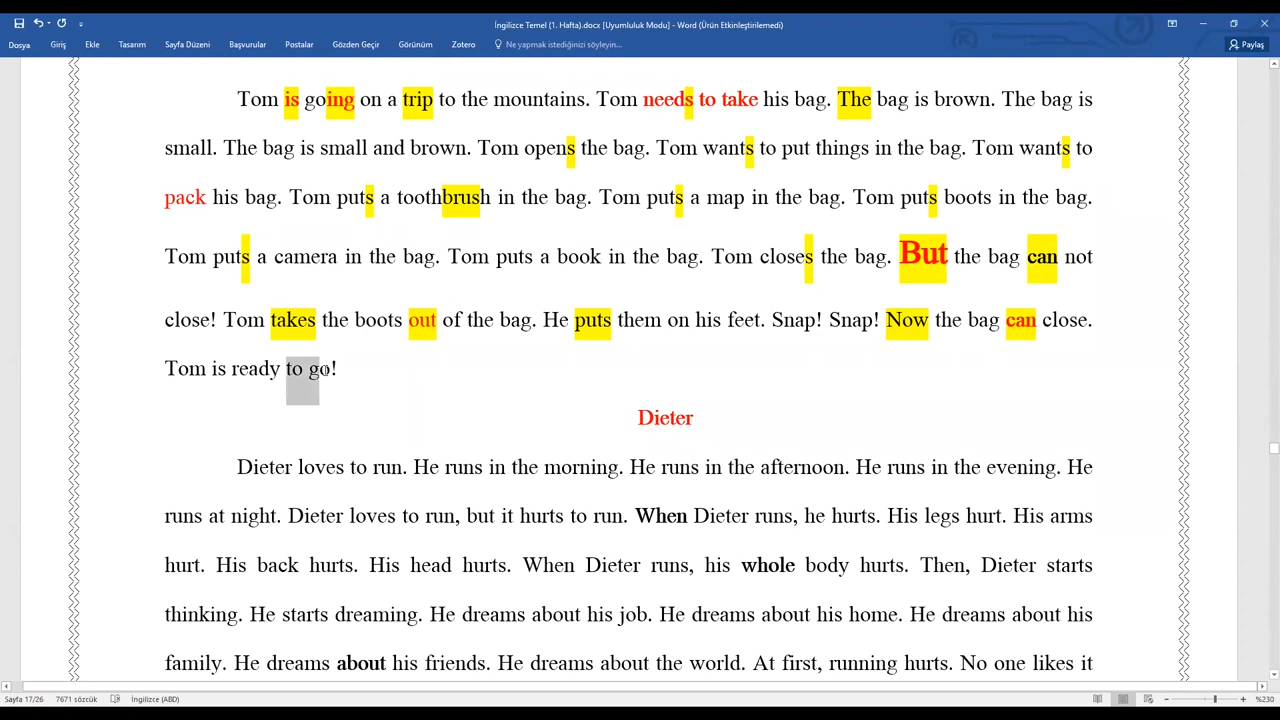 İngilizce Temel (1. Hafta).docx [Uyumluluk Modu] - Word (Ürün Etkinleştirilemedi)
Dosya Giriş Ekle Tasarım Sayfa Düzeni Başvurular Postalar Gözden Geçir Görünüm Zotero Ne yapmak istediğinizi söyleyin... Paylaş
Tom is going on a trip to the mountains. Tom needs to take his bag. The bag is brown. The bag is
small. The bag is small and brown. Tom opens the bag. Tom wants to put things in the bag. Tom wants to
pack his bag. Tom puts a toothbrush in the bag. Tom puts a map in the bag. Tom puts boots in the bag.
Tom puts a camera in the bag. Tom puts a book in the bag. Tom closes the bag. But the bag can not
close! Tom takes the boots out of the bag. He puts them on his feet. Snap! Snap! Now the bag can close.
Tom is ready to go!
Dieter
Dieter loves to run. He runs in the morning. He runs in the afternoon. He runs in the evening. He
runs at night. Dieter loves to run, but it hurts to run. When Dieter runs, he hurts. His legs hurt. His arms
hurt. His back hurts. His head hurts. When Dieter runs, his whole body hurts. Then, Dieter starts
thinking. He starts dreaming. He dreams about his job. He dreams about his home. He dreams about his
family. He dreams about his friends. He dreams about the world. At first, running hurts. No one likes it
Sayfa 17/26 7671 sözcük İngilizce (ABD) %230